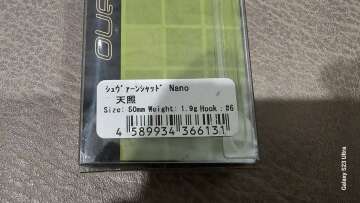 ｼｭｳﾞｧｰﾝｼｬｯﾄﾞ Nano
天照
Size: 50mm Weight: 1.9g Hook : #6
4 589934 366131
Galaxy S23 Ultra